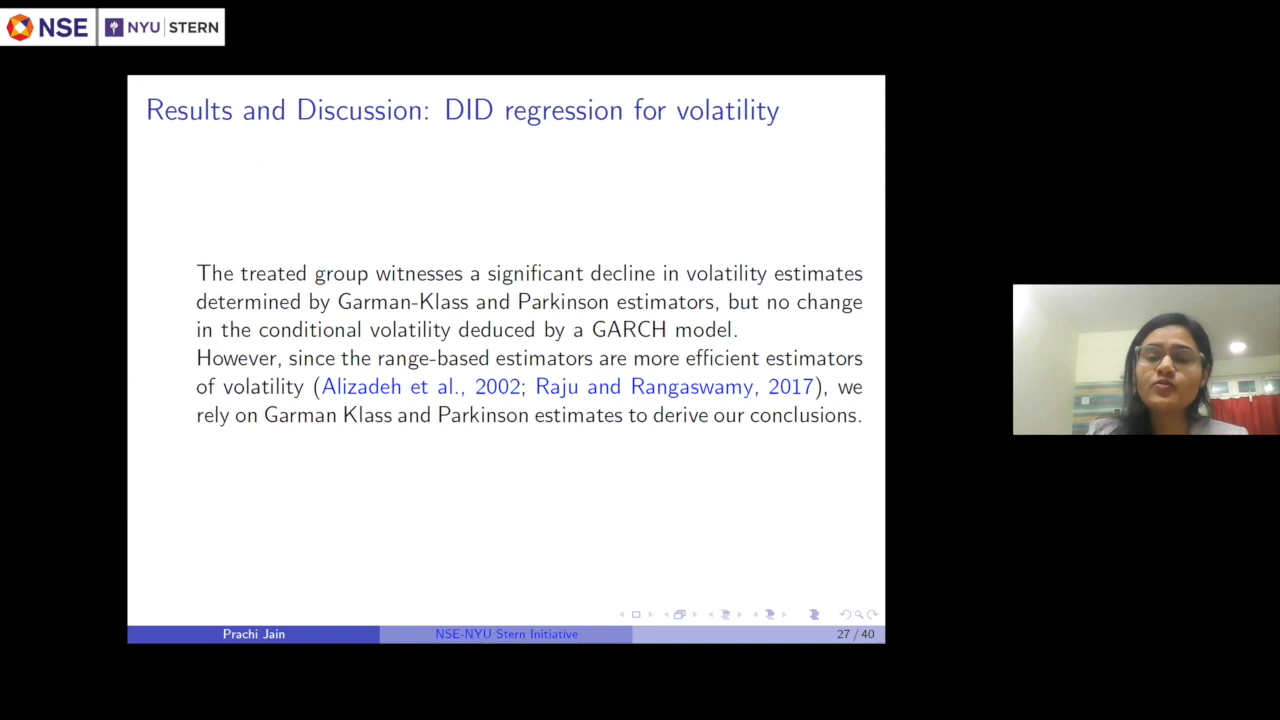 NSE NYU STERN
Results and Discussion: DID regression for volatility
The treated group witnesses a significant decline in volatility estimates
determined by Garman-Klass and Parkinson estimators, but no change
in the conditional volatility deduced by a GARCH model.
However, since the range-based estimators are more efficient estimators
of volatility (Alizadeh et al., 2002; Raju and Rangaswamy, 2017), we
rely on Garman Klass and Parkinson estimates to derive our conclusions.
Prachi Jain NSE-NYU Stern Initiative 27 / 40